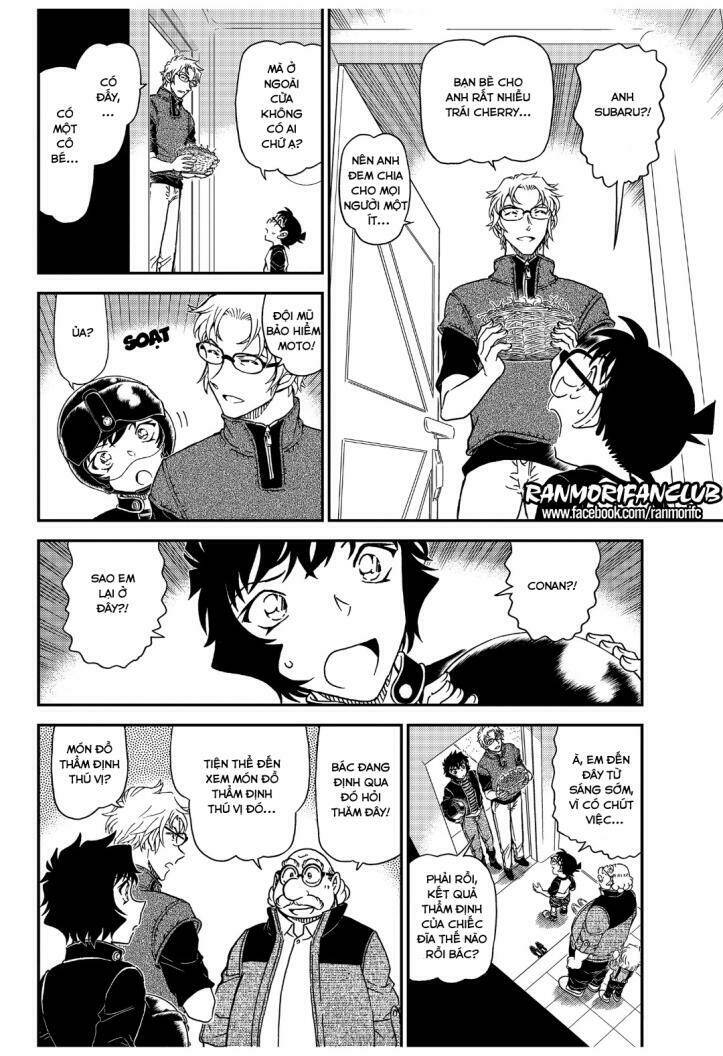 ANH
SUBARU?!
BẠN BÈ CHO
ANH RẤT NHIỀU
TRÁI CHERRY...
NÊN ANH
ĐEM CHIA
CHO MỌI
NGƯỜI MỘT
ÍT...
MÀ Ở
NGOÀI
CỬA
KHÔNG
CÓ AI
CHỨ Ạ?
CÓ
ĐẤY,
...
CÓ
MỘT
CÔ
BÉ...
ĐỘI MŨ
BẢO HIỂM
MOTO!
SOẠT
ỦA?
RANMORIFANCLUB
www.facebook.com/ranmorifc
CONAN?!
SAO EM
LẠI Ở
ĐÂY?!
À, EM ĐẾN
ĐÂY TỪ
SÁNG SỚM,
VÌ CÓ CHÚT
VIỆC...
PHẢI RỒI,
KẾT QUẢ
THẨM ĐỊNH
CỦA CHIẾC
ĐĨA THẾ NÀO
RỒI BÁC?
BÁC ĐANG
ĐỊNH QUA
ĐÓ HỎI
THĂM ĐÂY!
TIỆN THỂ ĐẾN
XEM MÓN ĐỒ
THẨM ĐỊNH
THÚ VỊ ĐÓ...
MÓN ĐỒ
THẨM ĐỊNH
THÚ VỊ?